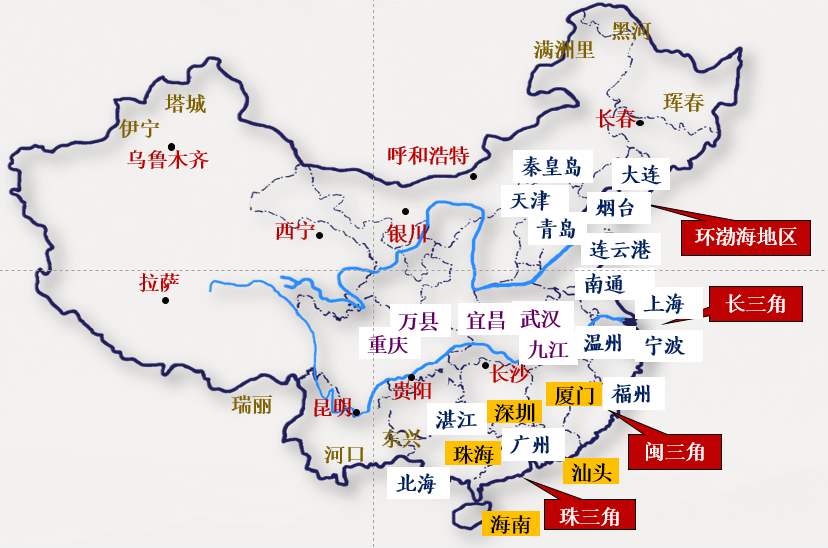 黑河
满洲里
塔城
珲春
伊宁
长春
乌鲁木齐
呼和浩特
秦皇岛
大连
天津
烟台
青岛
西宁
银川
环渤海地区
连云港
拉萨
南通
上海
长三角
万县
宜昌
武汉
重庆
九江
温州
宁波
长沙
贵阳
厦门
福州
瑞丽
昆明
湛江
深圳
东兴
广州
河口
珠海
闽三角
汕头
北海
珠三角
海南